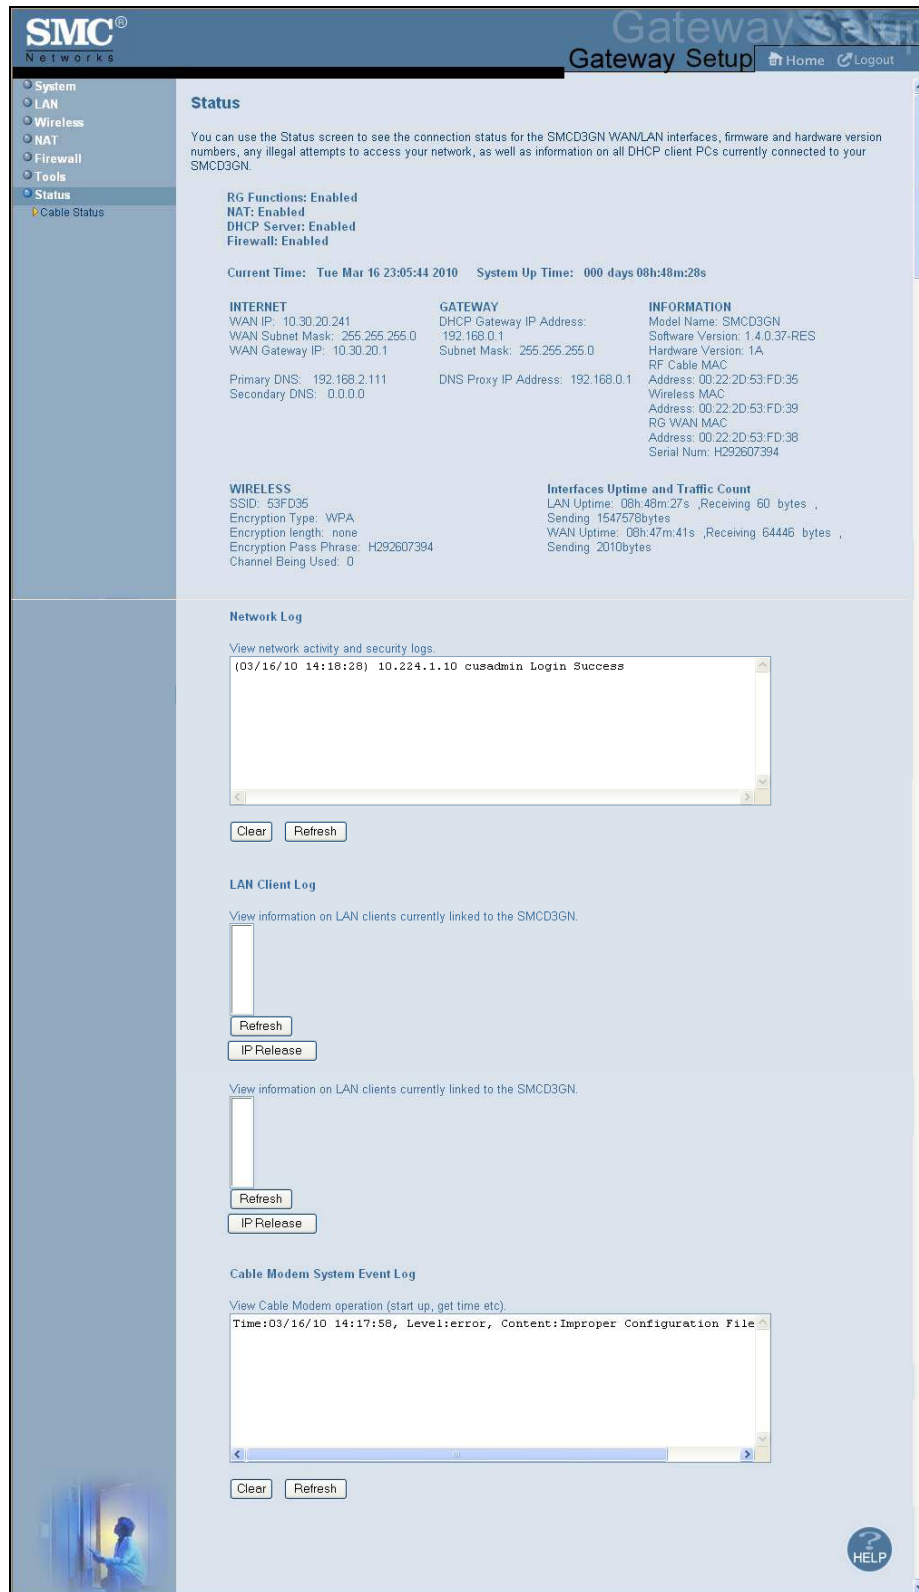 SMC®
Networks
Gateway Setup
Gateway Setup
Home
Logout
System
LAN
Wireless
NAT
Firewall
Tools
Status
Cable Status
Status
You can use the Status screen to see the connection status for the SMCD3GN WAN/LAN interfaces, firmware and hardware version
numbers, any illegal attempts to access your network, as well as information on all DHCP client PCs currently connected to your
SMCD3GN.
RG Functions: Enabled
NAT: Enabled
DHCP Server: Enabled
Firewall: Enabled
Current Time: Tue Mar 16 23:05:44 2010 System Up Time: 000 days 08h:48m:28s
INTERNET
WAN IP: 10.30.20.241
WAN Subnet Mask: 255.255.255.0
WAN Gateway IP: 10.30.20.1
Primary DNS: 192.168.2.111
Secondary DNS: 0.0.0.0
GATEWAY
DHCP Gateway IP Address:
192.168.0.1
Subnet Mask: 255.255.255.0
DNS Proxy IP Address: 192.168.0.1
INFORMATION
Model Name: SMCD3GN
Software Version: 1.4.0.37-RES
Hardware Version: 1A
RF Cable MAC
Address: 00:22:2D:53:FD:35
Wireless MAC
Address: 00:22:2D:53:FD:39
RG WAN MAC
Address: 00:22:2D:53:FD:38
Serial Num: H292607394
WIRELESS
SSID: 53FD35
Encryption Type: WPA
Encryption length: none
Encryption Pass Phrase: H292607394
Channel Being Used: 0
Interfaces Uptime and Traffic Count
LAN Uptime: 08h:48m:27s ,Receiving 60 bytes ,
Sending 1547578bytes
WAN Uptime: 08h:47m:41s ,Receiving 64446 bytes ,
Sending 2010bytes
Network Log
View network activity and security logs.
(03/16/10 14:18:28) 10.224.1.10 cusadmin Login Success
Clear
Refresh
LAN Client Log
View information on LAN clients currently linked to the SMCD3GN.
Refresh
IP Release
View information on LAN clients currently linked to the SMCD3GN.
Refresh
IP Release
Cable Modem System Event Log
View Cable Modem operation (start up, get time etc).
Time:03/16/10 14:17:58, Level:error, Content:Improper Configuration File
Clear
Refresh
?
HELP